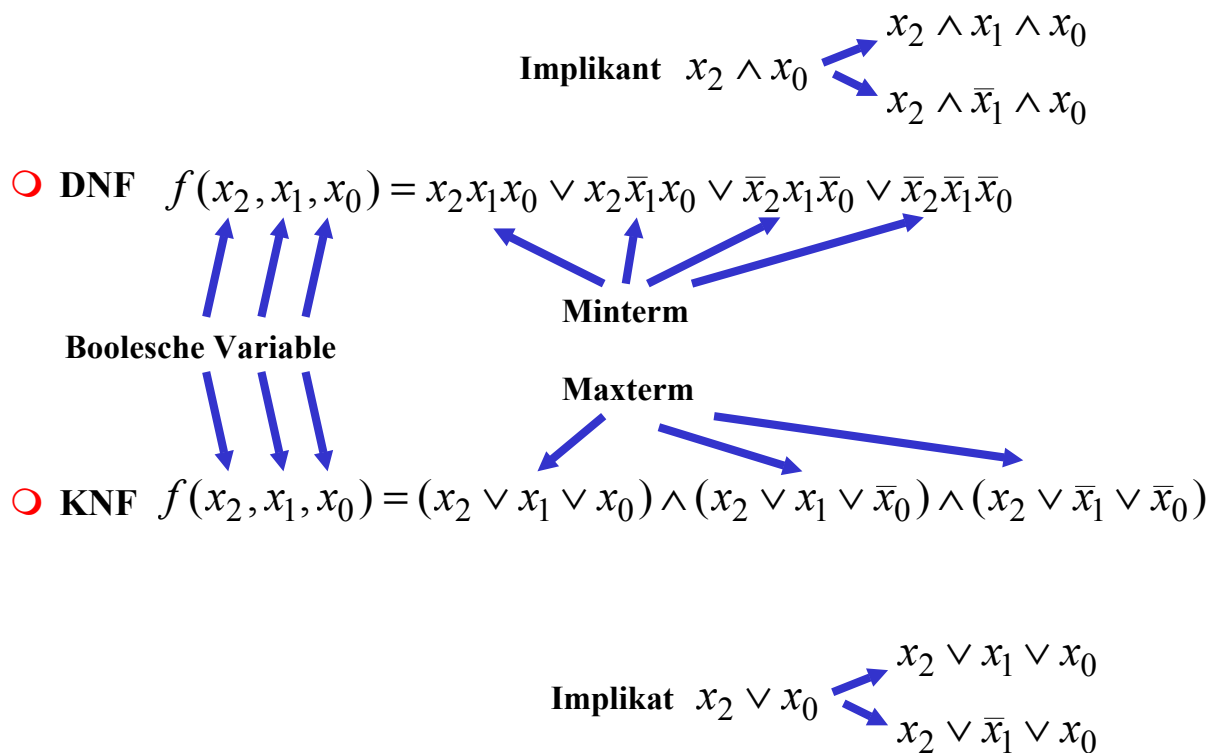 x₂ ∧ x₁ ∧ x₀
Implikant x₂ ∧ x₀
x₂ ∧ x̅₁ ∧ x₀
DNF f(x₂, x₁, x₀) = x₂x₁x₀ ∨ x₂x̅₁x₀ ∨ x̅₂x₁x̅₀ ∨ x̅₂x̅₁x̅₀
Minterm
Boolesche Variable
Maxterm
KNF f(x₂, x₁, x₀) = (x₂ ∨ x₁ ∨ x₀) ∧ (x₂ ∨ x₁ ∨ x̅₀) ∧ (x₂ ∨ x̅₁ ∨ x̅₀)
x₂ ∨ x₁ ∨ x₀
Implikat x₂ ∨ x₀
x₂ ∨ x̅₁ ∨ x₀